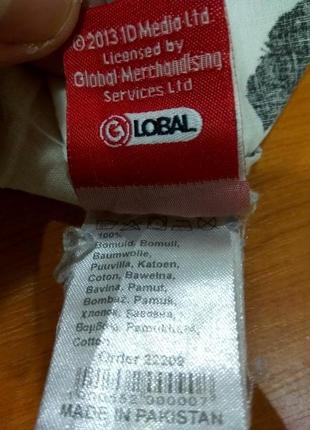 © 2013 1D Media Ltd.
Licensed by
Global Merchandising
Services Ltd
GLOBAL
100%
Bomuld, Bomull,
Baumwolle,
Puuvilla, Katoen,
Coton, Bawelna,
Bavlna, Pamut,
Bombaž, Pamuk,
Хлопок, Бавовна,
Cotton
Order 22209
MADE IN PAKISTAN